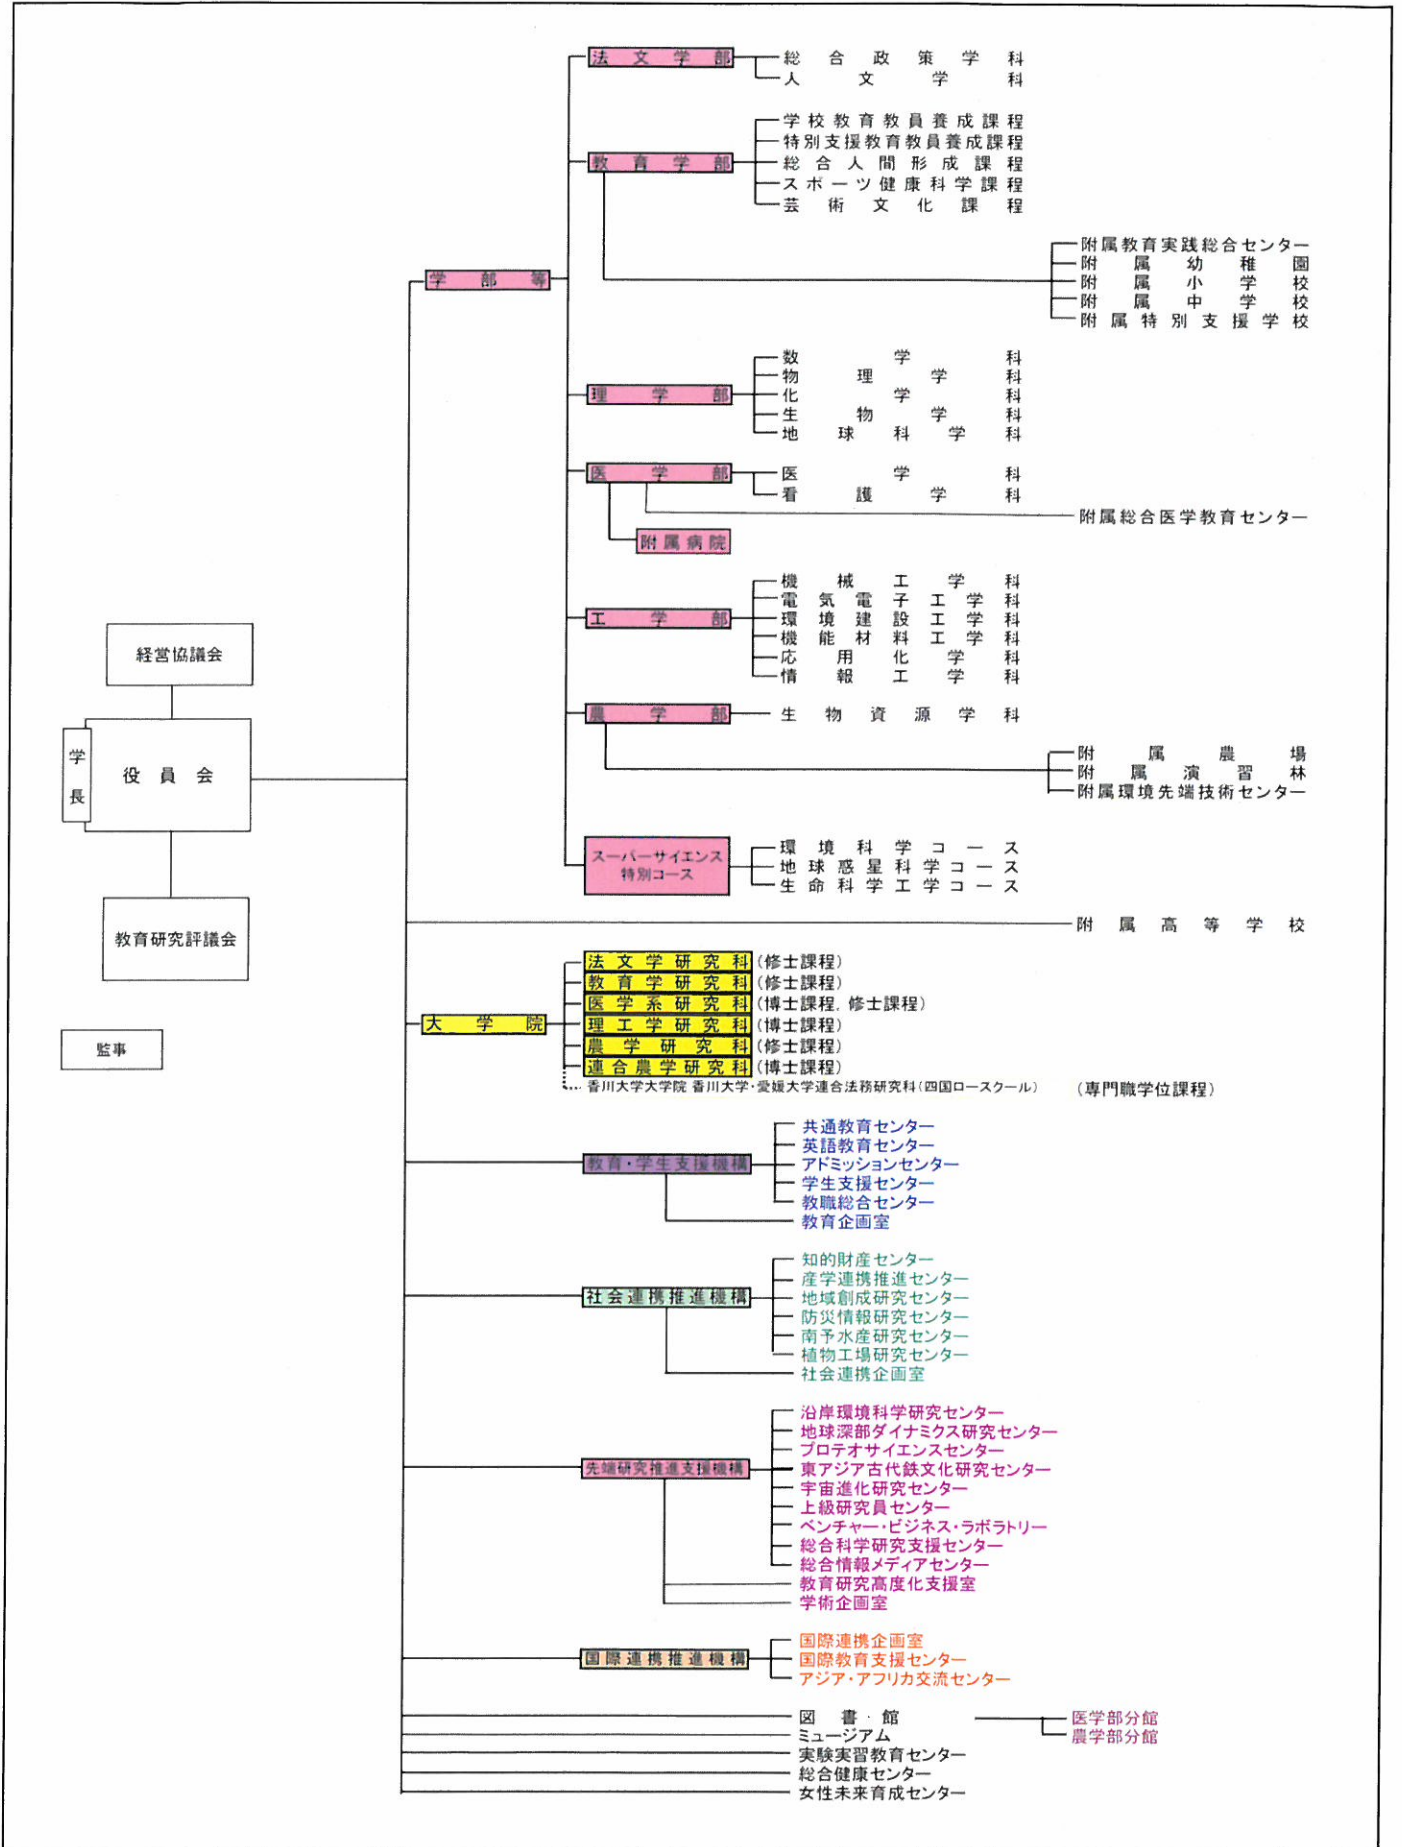 法文学部
総合政策学科
人文学科
教育学部
学校教育教員養成課程
特別支援教育教員養成課程
総合人間形成課程
スポーツ健康科学課程
芸術文化課程
附属教育実践総合センター
附属幼稚園
附属小学校
附属中学校
附属特別支援学校
学部等
理学部
数学科
物理学科
化学科
生物学科
地球科学科
医学部
医学科
看護学科
附属総合医学教育センター
附属病院
工学部
機械工学科
電気電子工学科
環境建設工学科
機能材料工学科
応用化学科
情報工学科
農学部
生物資源学科
附属農場
附属演習林
附属環境先端技術センター
スーパーサイエンス
特別コース
環境科学コース
地球惑星科学コース
生命科学工学コース
経営協議会
学長
役員会
教育研究評議会
監事
附属高等学校
大学院
法文学研究科(修士課程)
教育学研究科(修士課程)
医学系研究科(博士課程, 修士課程)
理工学研究科(博士課程)
農学研究科(修士課程)
連合農学研究科(博士課程)
香川大学大学院 香川大学・愛媛大学連合法務研究科(四国ロースクール) (専門職学位課程)
教育・学生支援機構
共通教育センター
英語教育センター
アドミッションセンター
学生支援センター
教職総合センター
教育企画室
社会連携推進機構
知的財産センター
産学連携推進センター
地域創成研究センター
防災情報研究センター
南予水産研究センター
植物工場研究センター
社会連携企画室
先端研究推進支援機構
沿岸環境科学研究センター
地球深部ダイナミクス研究センター
プロテオサイエンスセンター
東アジア古代鉄文化研究センター
宇宙進化研究センター
上級研究員センター
ベンチャー・ビジネス・ラボラトリー
総合科学研究支援センター
総合情報メディアセンター
教育研究高度化支援室
学術企画室
国際連携推進機構
国際連携企画室
国際教育支援センター
アジア・アフリカ交流センター
図書館
医学部分館
農学部分館
ミュージアム
実験実習教育センター
総合健康センター
女性未来育成センター